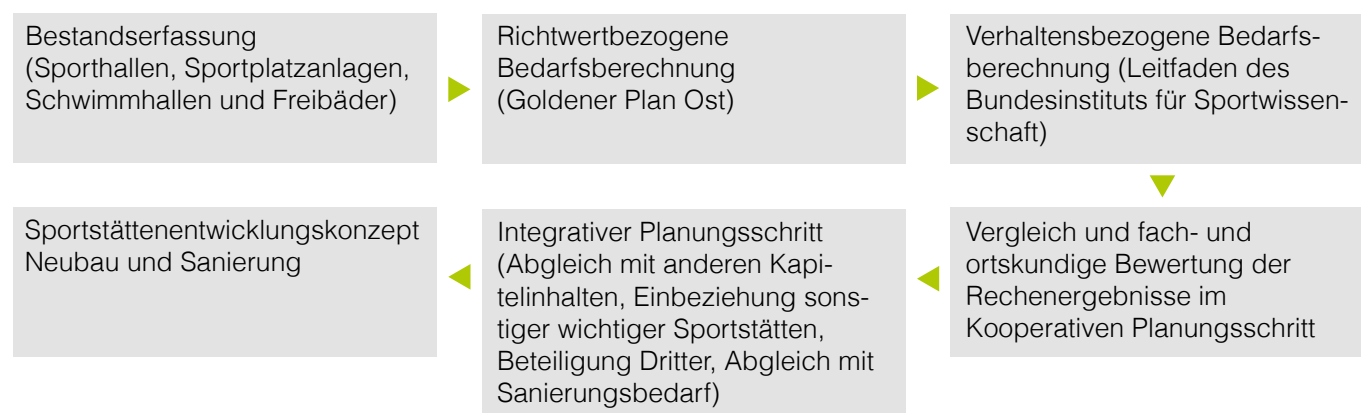 Bestandserfassung
(Sporthallen, Sportplatzanlagen,
Schwimmhallen und Freibäder)
Richtwertbezogene
Bedarfsberechnung
(Goldener Plan Ost)
Verhaltensbezogene Bedarfs-
berechnung (Leitfaden des
Bundesinstituts für Sportwissen-
schaft)
Vergleich und fach- und
ortskundige Bewertung der
Rechenergebnisse im
Kooperativen Planungsschritt
Integrativer Planungsschritt
(Abgleich mit anderen Kapi-
telinhalten, Einbeziehung sons-
tiger wichtiger Sportstätten,
Beteiligung Dritter, Abgleich mit
Sanierungsbedarf)
Sportstättenentwicklungskonzept
Neubau und Sanierung